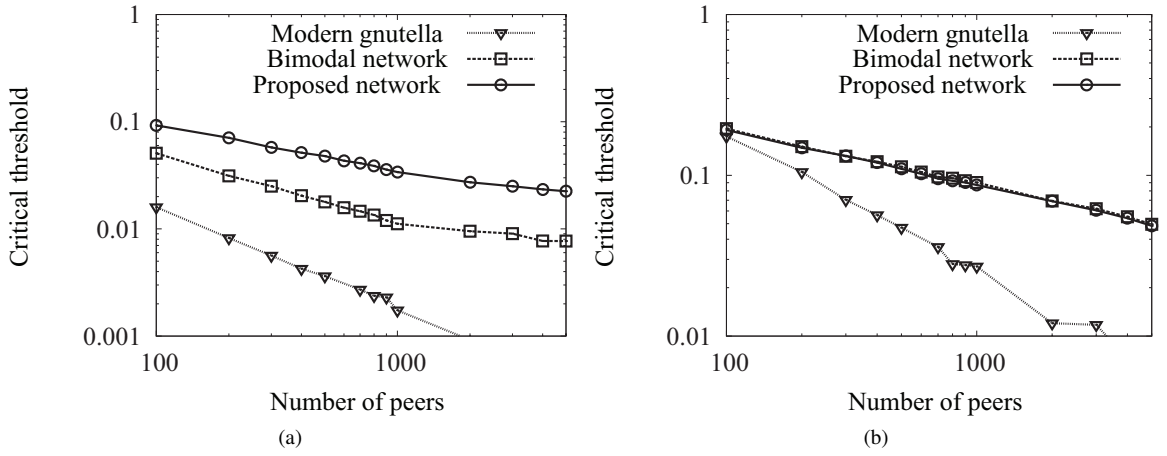 1
0.1
0.01
0.001
100
1000
Critical threshold
Number of peers
Modern gnutella
Bimodal network
Proposed network
(a)
1
0.1
0.01
100
1000
Critical threshold
Number of peers
Modern gnutella
Bimodal network
Proposed network
(b)